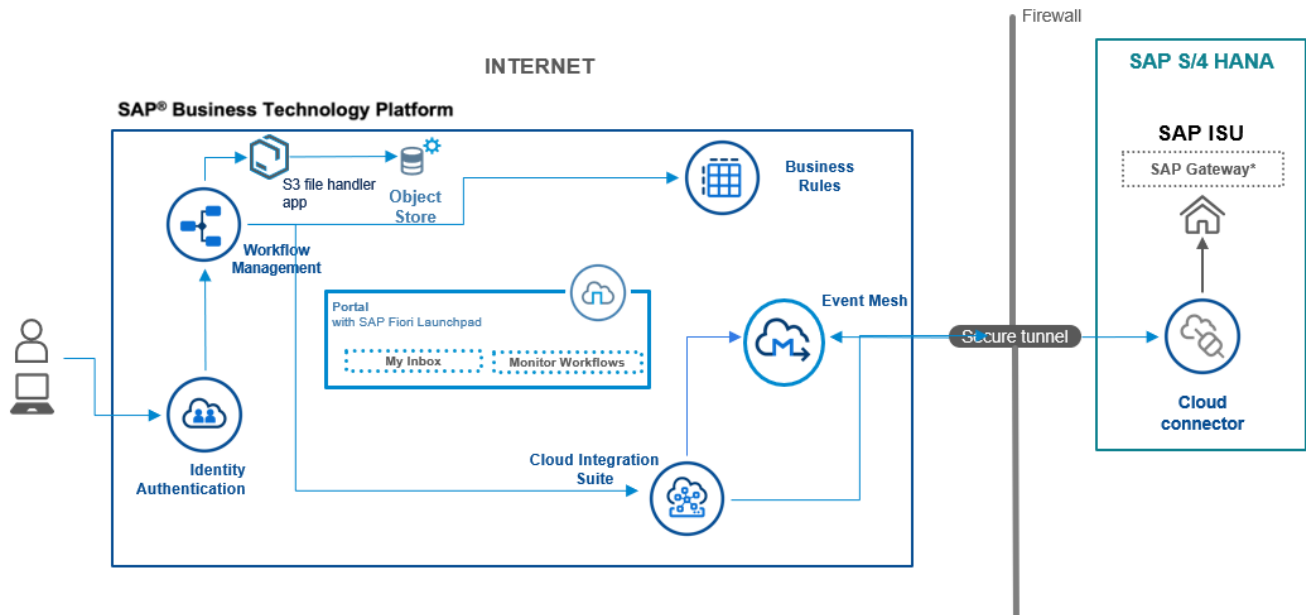 Firewall
INTERNET
SAP S/4 HANA
SAP® Business Technology Platform
SAP ISU
SAP Gateway*
S3 file handler
app
Object
Store
Business
Rules
Workflow
Management
Portal
with SAP Fiori Launchpad
My Inbox
Monitor Workflows
Event Mesh
Secure tunnel
Cloud
connector
Identity
Authentication
Cloud Integration
Suite